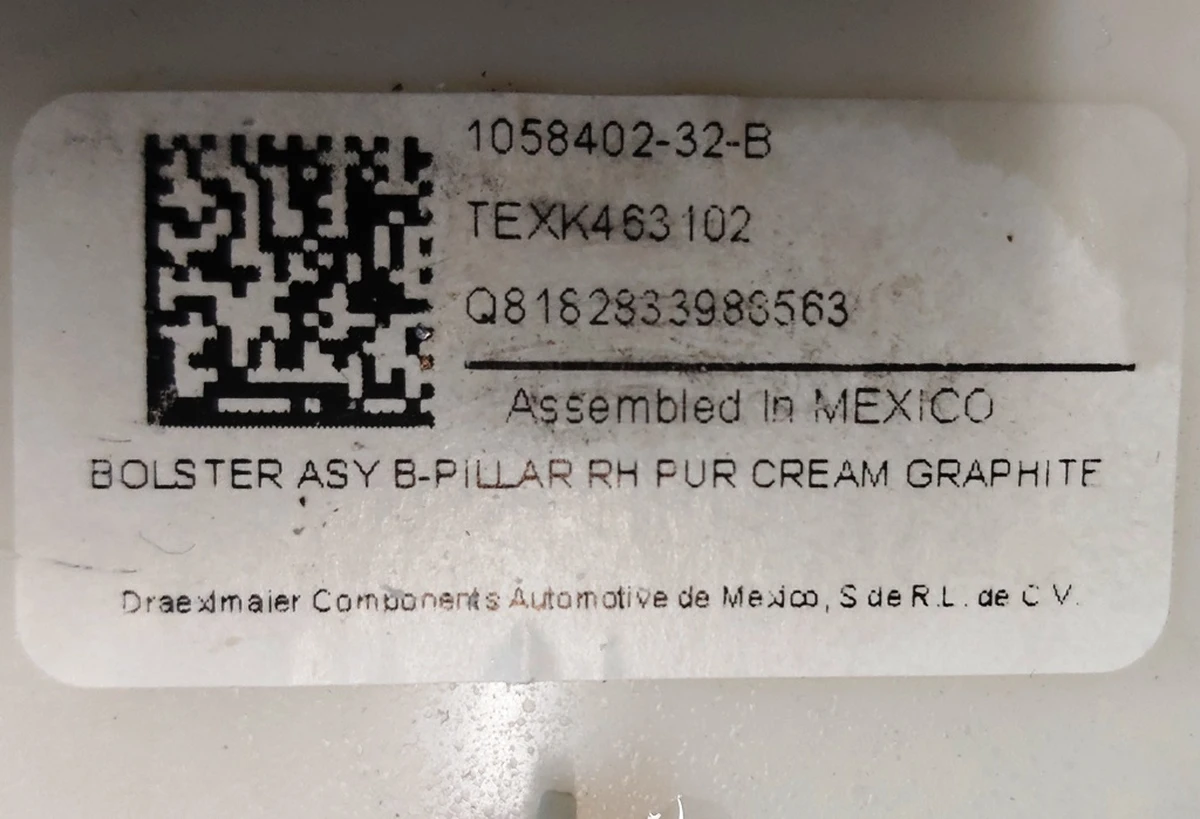 1058402-32-B
TEXK463102
Assembled In MEXICO
BOLSTER ASY B-PILLAR RH PUR CREAM GRAPHITE
Draexlmaier Components Automotive de Mexico, S de R.L. de C V.